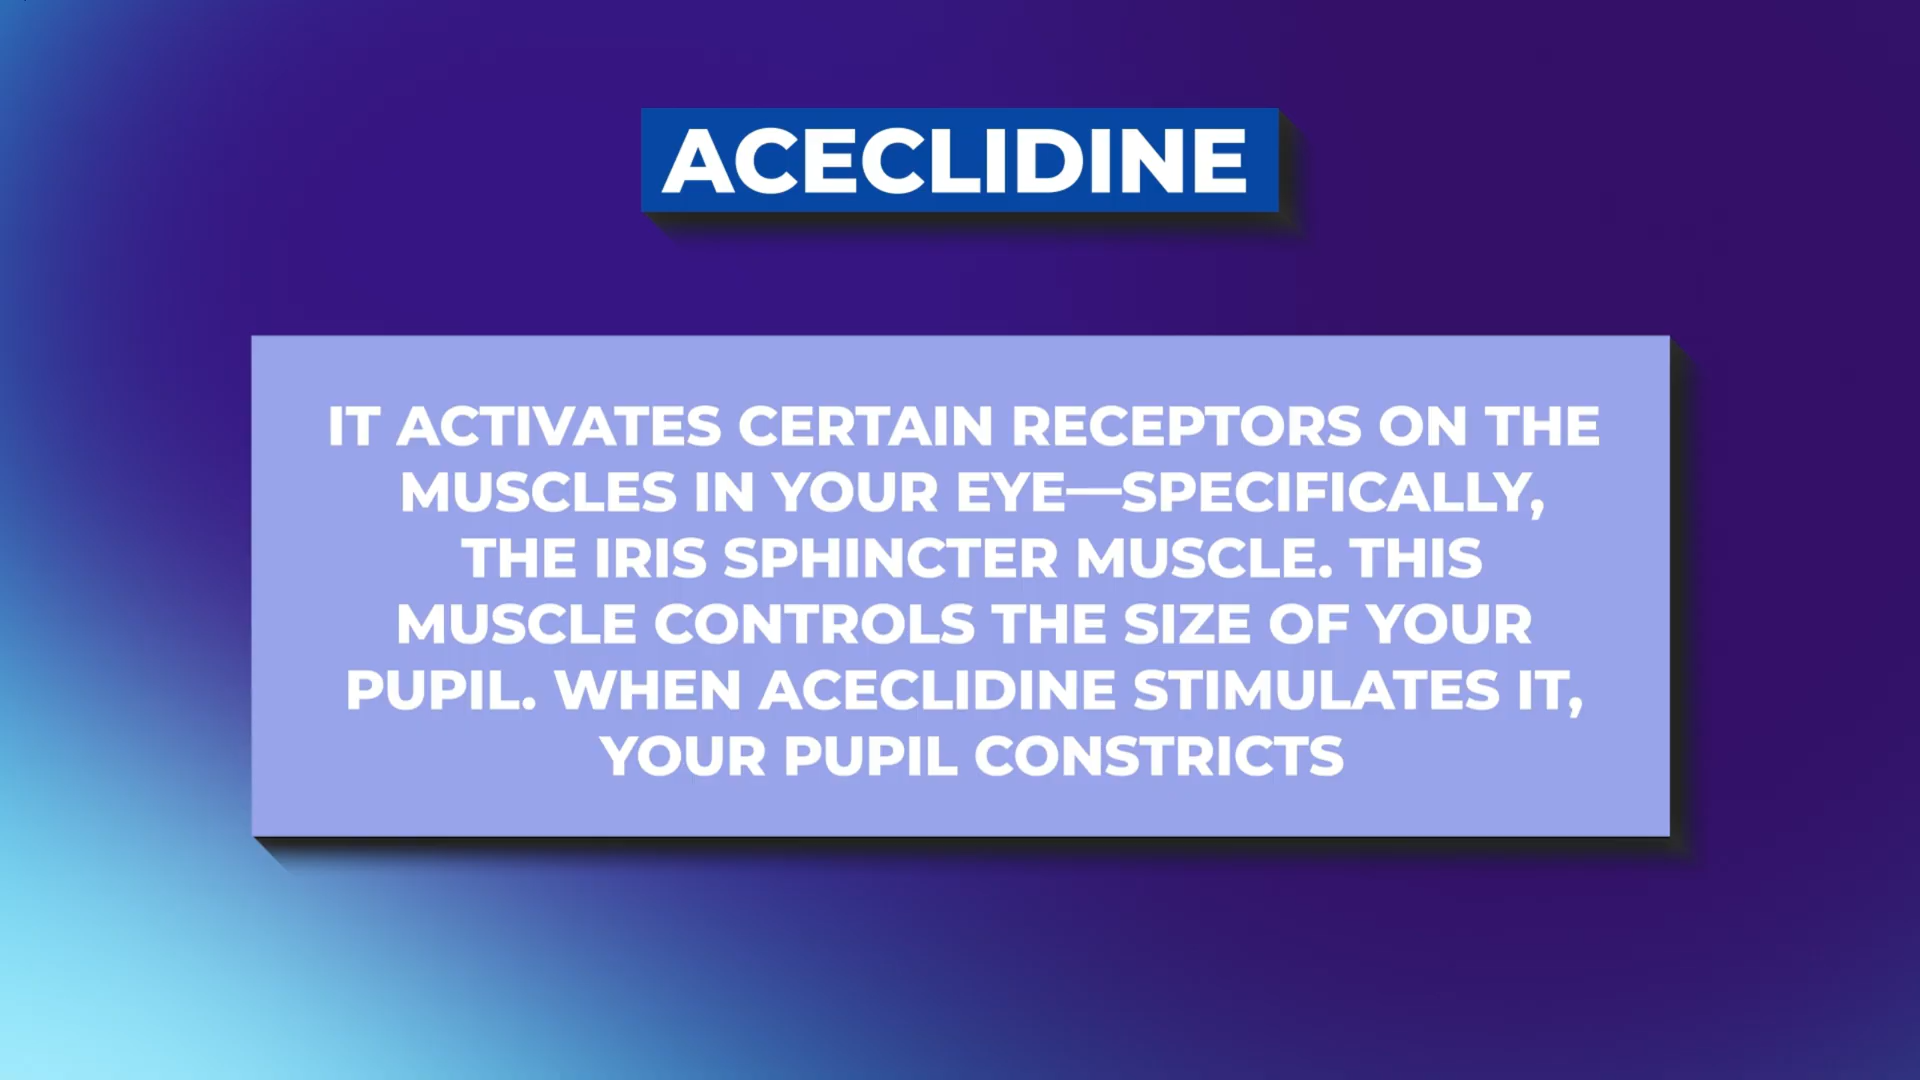 ACECLIDINE
IT ACTIVATES CERTAIN RECEPTORS ON THE
MUSCLES IN YOUR EYE—SPECIFICALLY,
THE IRIS SPHINCTER MUSCLE. THIS
MUSCLE CONTROLS THE SIZE OF YOUR
PUPIL. WHEN ACECLIDINE STIMULATES IT,
YOUR PUPIL CONSTRICTS